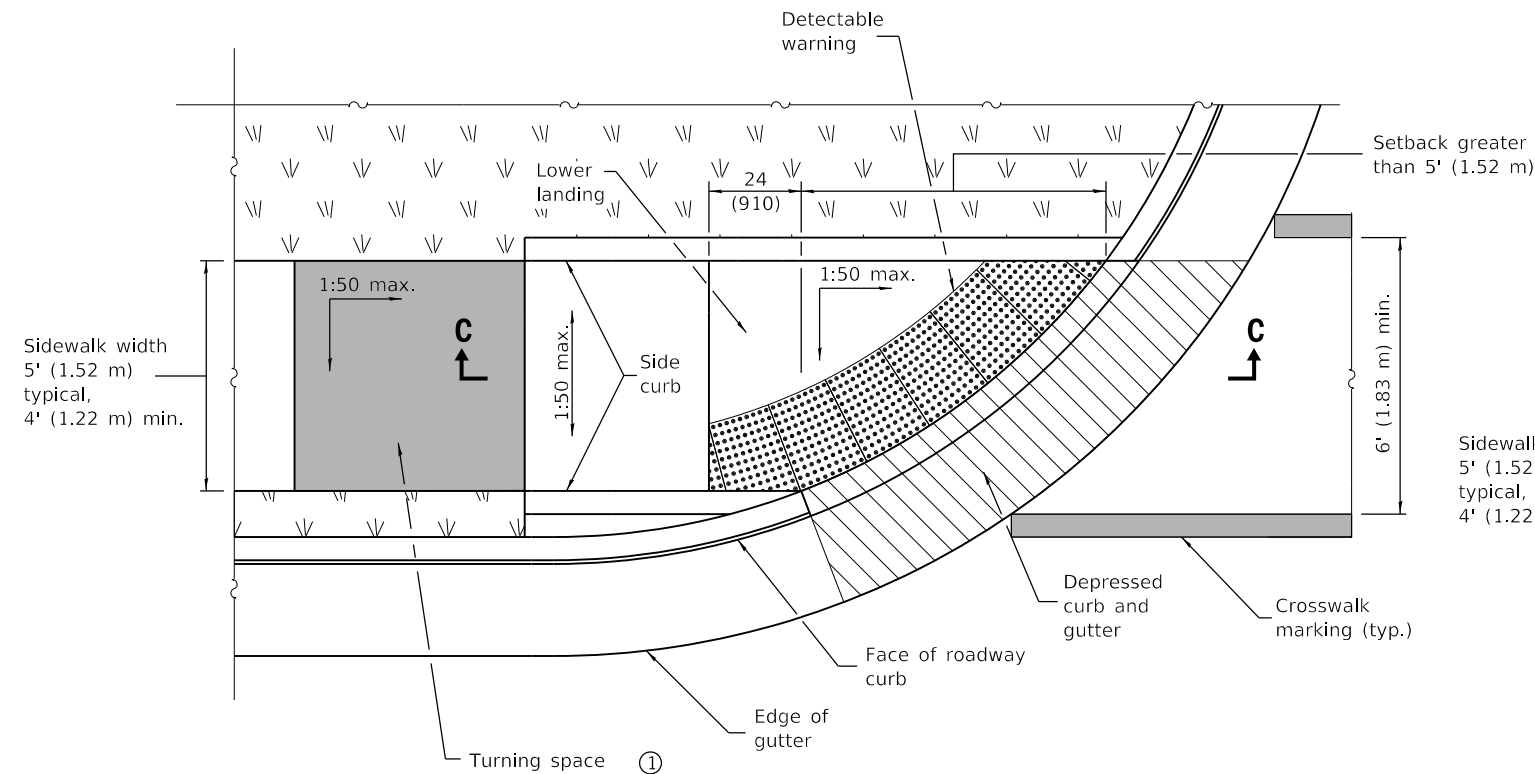 Detectable
warning
Setback greater
than 5' (1.52 m)
Lower
landing
24
(910)
1:50 max.
1:50 max.
C
C
Sidewalk width
5' (1.52 m)
typical,
4' (1.22 m) min.
1:50 max.
Side
curb
6' (1.83 m) min.
Sidewal
5' (1.52
typical,
4' (1.22
Depressed
curb and
gutter
Crosswalk
marking (typ.)
Face of roadway
curb
Edge of
gutter
Turning space ①